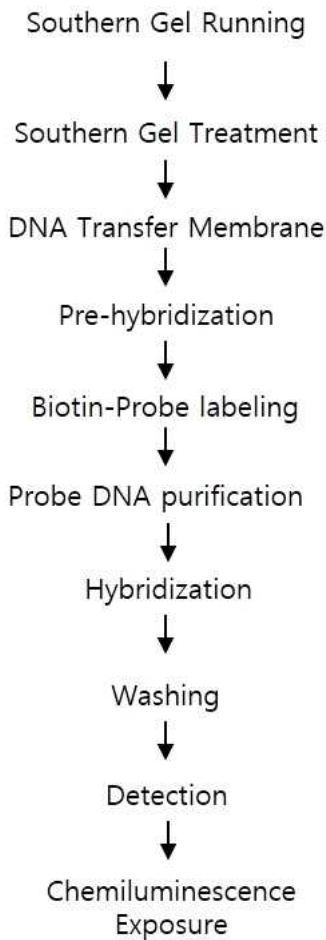 Southern Gel Running
Southern Gel Treatment
DNA Transfer Membrane
Pre-hybridization
Biotin-Probe labeling
Probe DNA purification
Hybridization
Washing
Detection
Chemiluminescence
Exposure